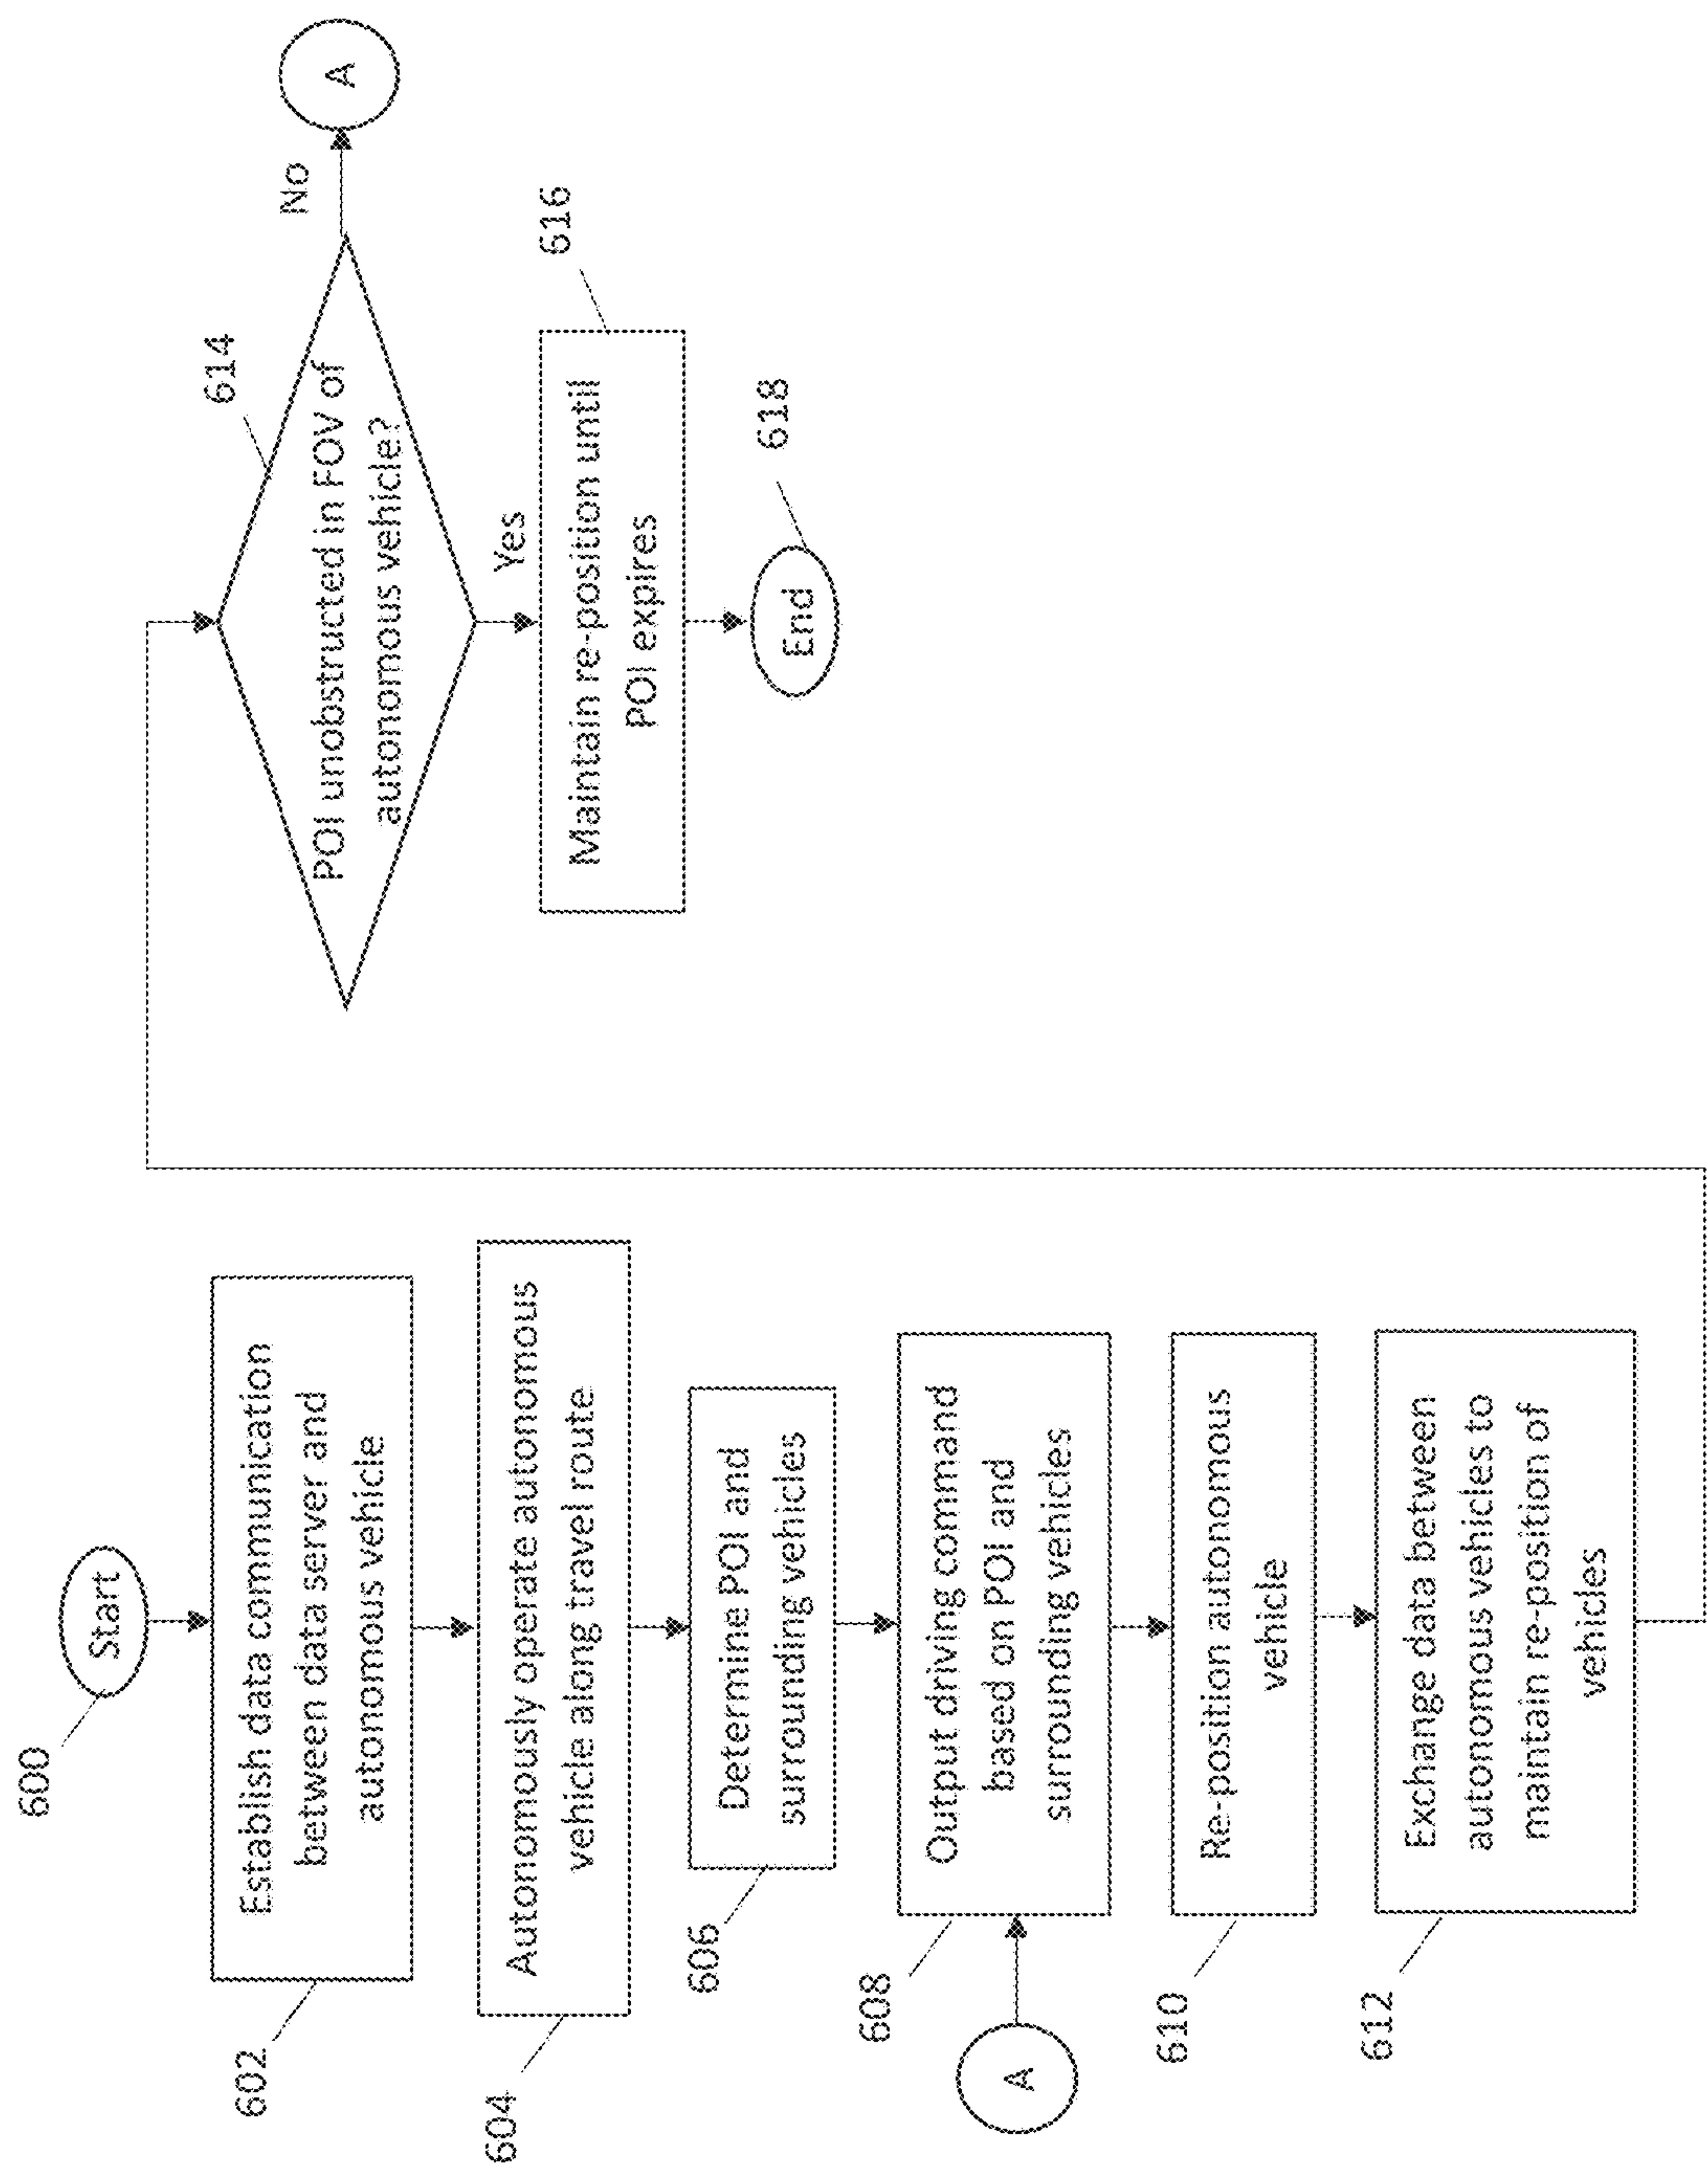 600
Start
602
Establish data communication
between data server and
autonomous vehicle
604
Autonomously operate autonomous
vehicle along travel route
606
Determine POI and
surrounding vehicles
608
Output driving command
based on POI and
surrounding vehicles
A
610
Re-position autonomous
vehicle
612
Exchange data between
autonomous vehicles to
maintain re-position of
vehicles
614
POI unobstructed in FOV of
autonomous vehicle?
No
A
Yes
616
Maintain re-position until
POI expires
618
End